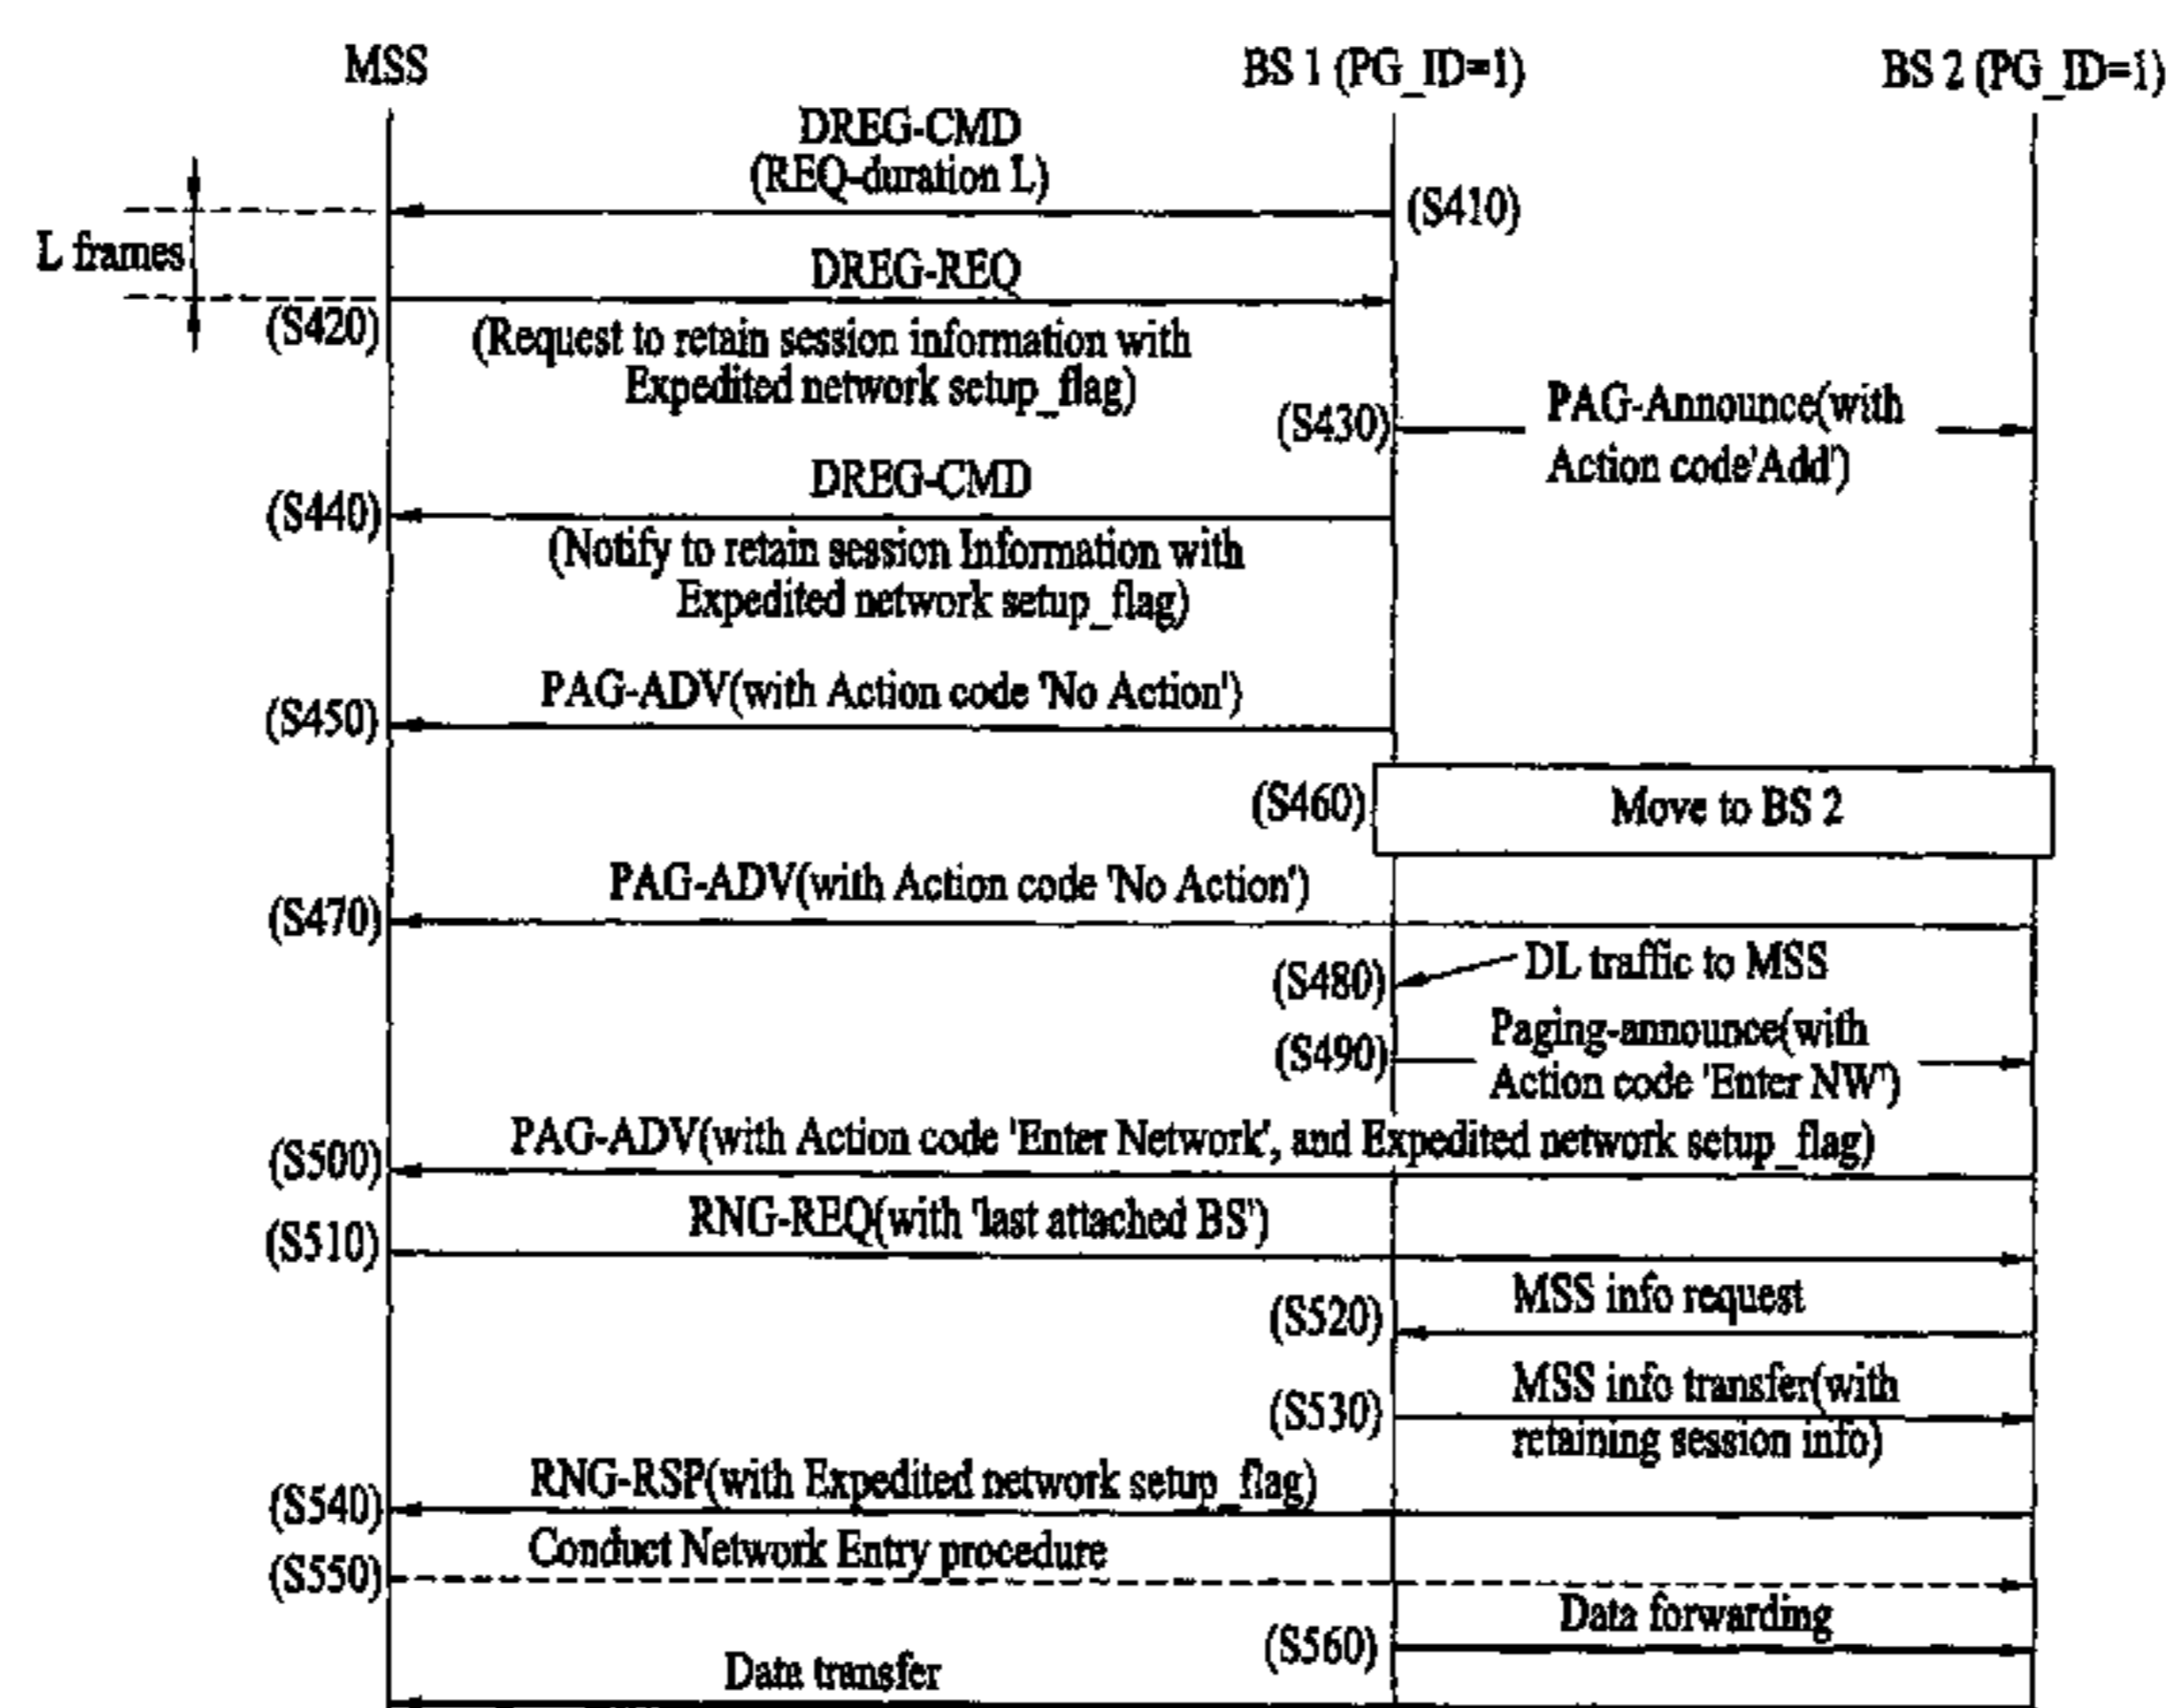 MSS
BS 1 (PG_ID=1)
BS 2 (PG_ID=1)
DREG-CMD
(REQ-duration L)
(S410)
L frames
DREG-REQ
(S420)
(Request to retain session information with
Expedited network setup_flag)
(S430)
PAG-Announce(with
Action code'Add')
DREG-CMD
(S440)
(Notify to retain session Information with
Expedited network setup_flag)
PAG-ADV(with Action code 'No Action')
(S450)
(S460)
Move to BS 2
PAG-ADV(with Action code 'No Action')
(S470)
(S480)
DL traffic to MSS
(S490)
Paging-announce(with
Action code 'Enter NW')
PAG-ADV(with Action code 'Enter Network', and Expedited network setup_flag)
(S500)
RNG-REQ(with 'last attached BS')
(S510)
MSS info request
(S520)
MSS info transfer(with
retaining session info)
(S530)
RNG-RSP(with Expedited network setup_flag)
(S540)
Conduct Network Entry procedure
(S550)
Data forwarding
(S560)
Data transfer